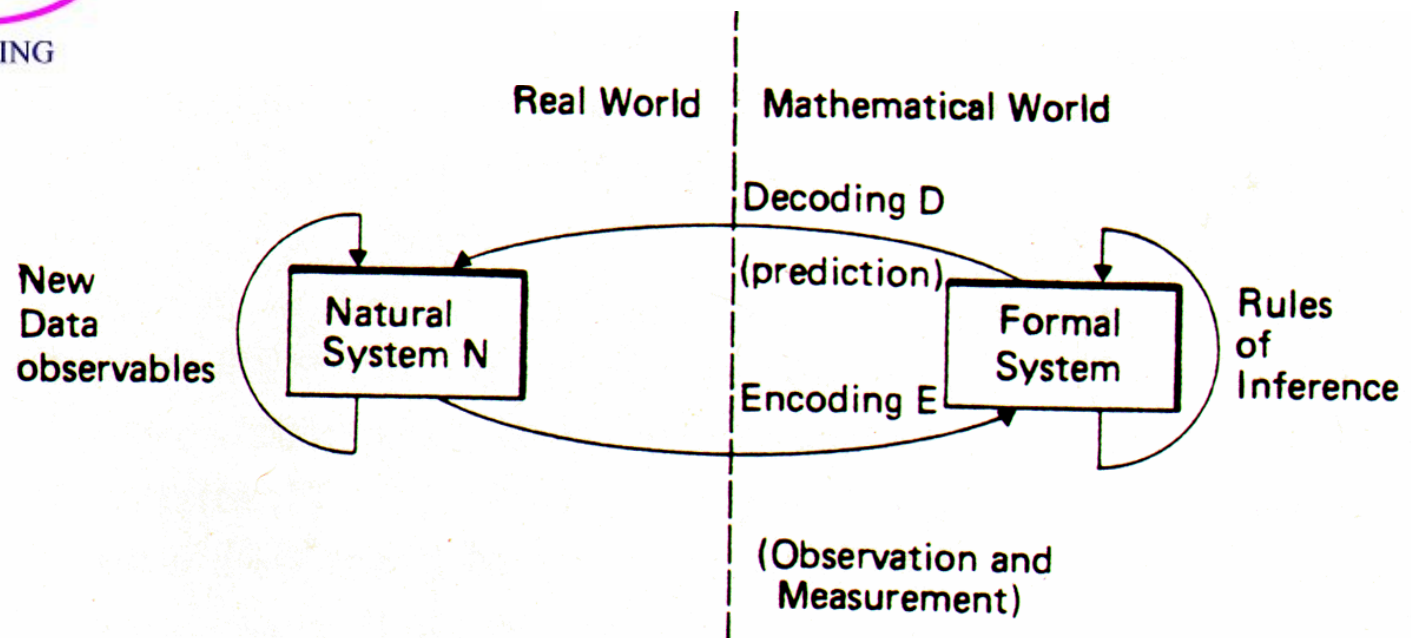 ING
Real World
Mathematical World
Decoding D
(prediction)
New
Data
observables
Natural
System N
Formal
System
Rules
of
Inference
Encoding E
(Observation and
Measurement)